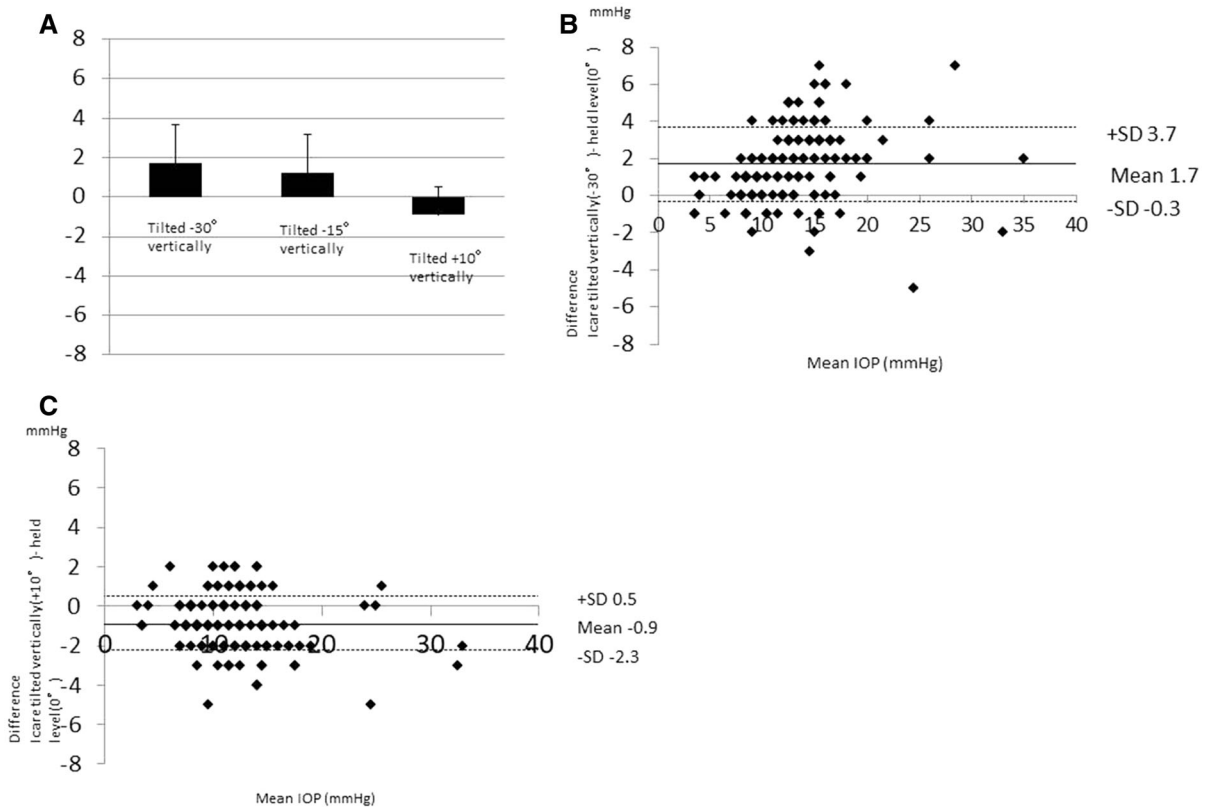 A
8
6
4
2
0
-2
-4
-6
-8
Tilted -30°
vertically
Tilted -15°
vertically
Tilted +10°
vertically
B
mmHg
Difference
Icare tilted vertically(-30°)- held level(0°)
8
6
4
2
0
-2
-4
-6
-8
0 5 10 15 20 25 30 35 40
+SD 3.7
Mean 1.7
-SD -0.3
Mean IOP (mmHg)
C
mmHg
Difference
Icare tilted vertically(+10°)- held
level(0°)
8
6
4
2
0
-2
-4
-6
-8
0 10 20 30 40
+SD 0.5
Mean -0.9
-SD -2.3
Mean IOP (mmHg)